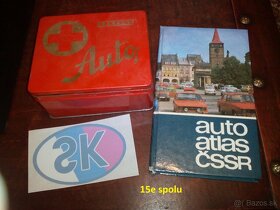 Auto
auto
atlas
ČSSR
SK
15e spolu
Bazos.sk